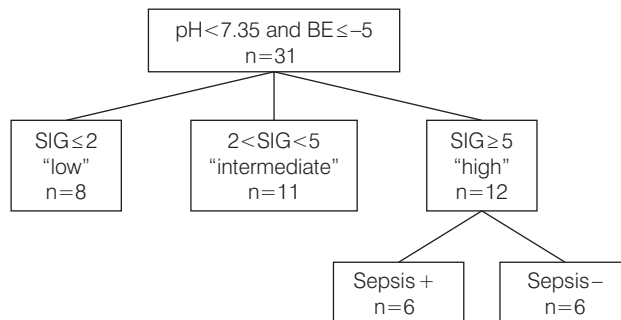 pH<7.35 and BE≤–5
n=31
SIG≤2
“low”
n=8
2<SIG<5
“intermediate”
n=11
SIG≥5
“high”
n=12
Sepsis+
n=6
Sepsis–
n=6